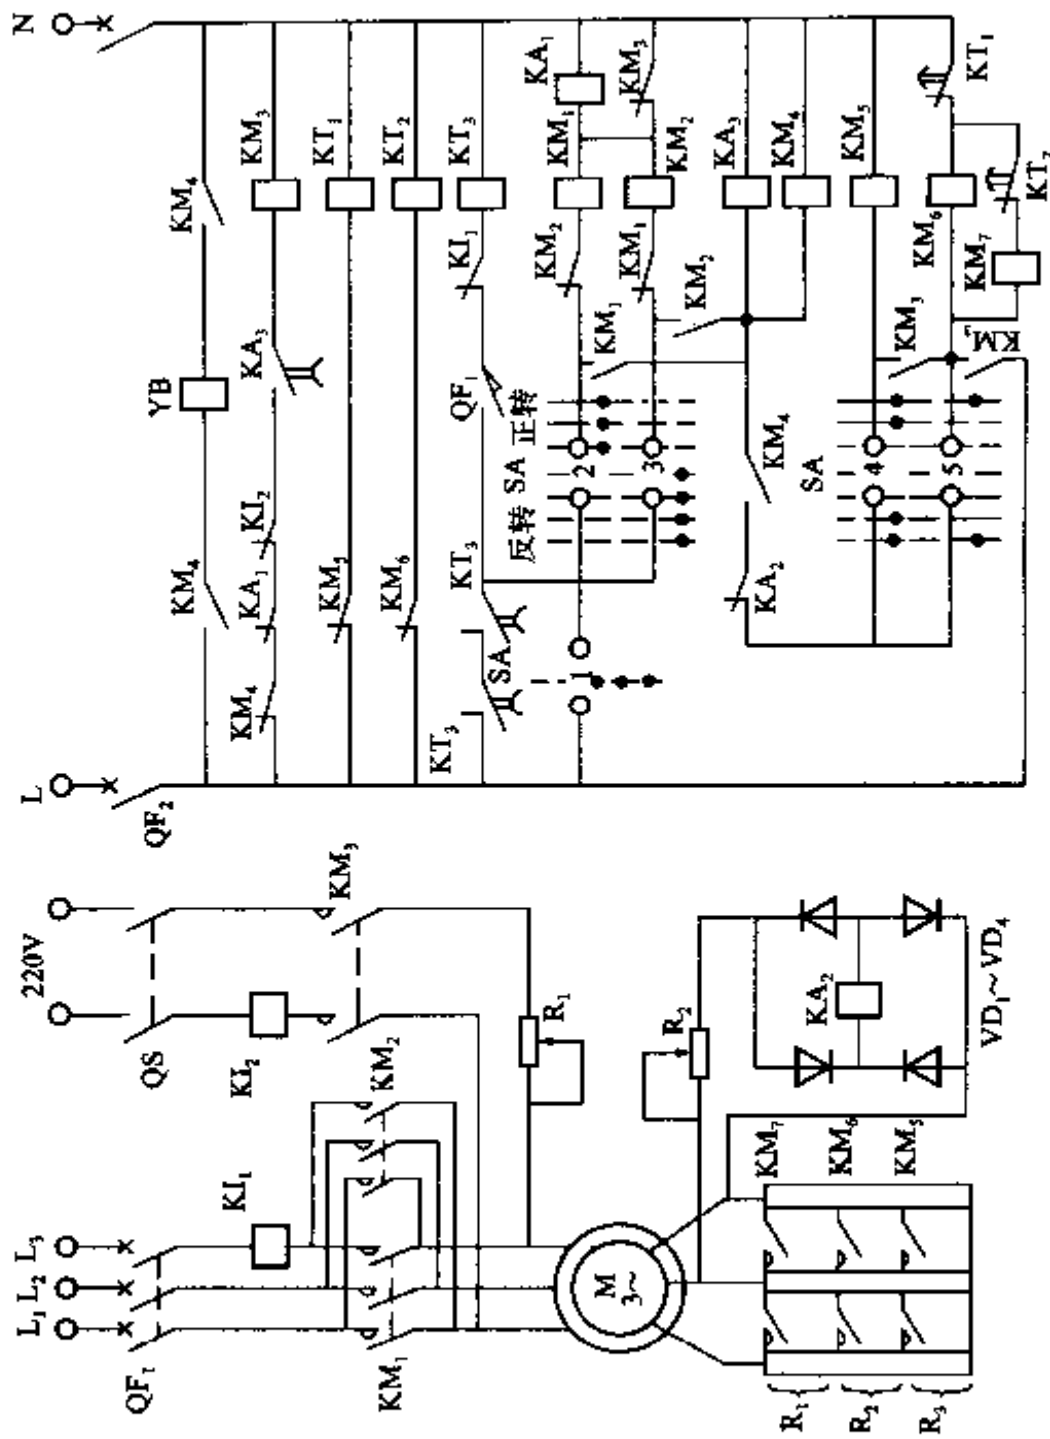 L₁ L₂ L₃
220V
L
N
QF₁
QS
QF₂
KI₁
KI₂
KM₄
YB
KM₄
KM₄
KA₁
KI₂
KA₃
KM₃
KM₅
KT₁
KM₃
KM₁
KM₂
KM₆
KT₂
KT₃
SA
KT₃
QF₁
KI₁
KT₃
反转 SA 正转
KM₂
KM₁
KA₁
1
2
3
KM₁
KM₁
KM₃
KM₂
KM₂
R₁
M
3~
R₂
KA₂
KM₄
KA₃
KM₄
SA
KM₅
4
5
KM₃
KM₆
KT₁
KM₇
KM₇
KT₂
KM₆
KM₅
KA₂
VD₁~VD₄
R₁
R₂
R₃